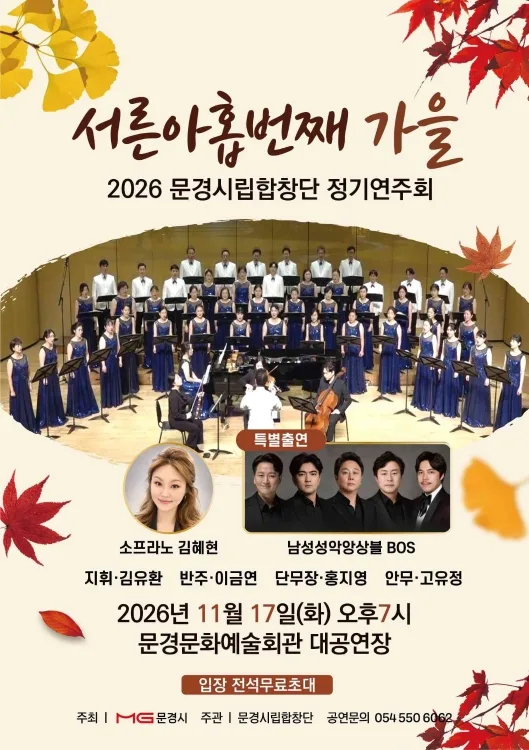 서른아홉번째 가을
2026 문경시립합창단 정기연주회
특별출연
소프라노 김혜현 남성성악앙상블 BOS
지휘·김유환 반주·이금연 단무장·홍지영 안무·고유정
2026년 11월 17일(화) 오후7시
문경문화예술회관 대공연장
입장 전석무료초대
주최 | MG 문경시 주관 | 문경시립합창단 공연문의 054 550 6062